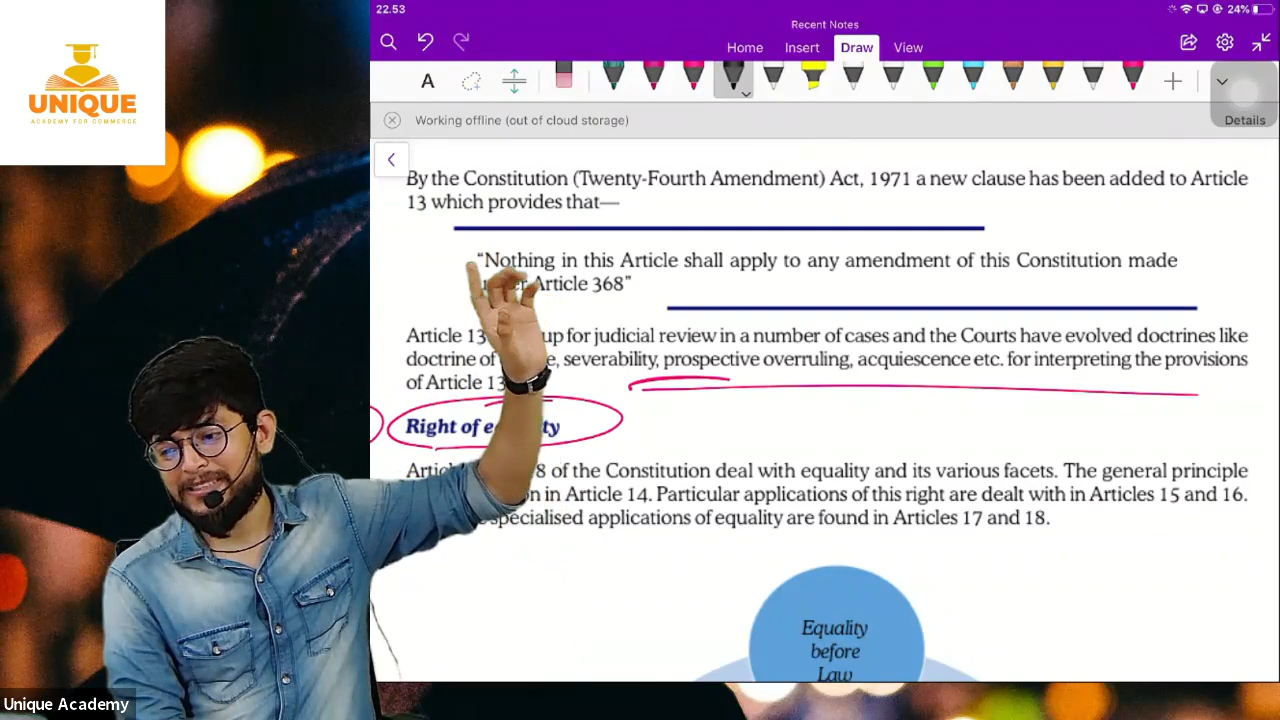 UNIQUE
ACADEMY FOR COMMERCE
22.53
24%
Recent Notes
Home Insert Draw View
A
Working offline (out of cloud storage)
Details
By the Constitution (Twenty-Fourth Amendment) Act, 1971 a new clause has been added to Article
13 which provides that—
“Nothing in this Article shall apply to any amendment of this Constitution made
Article 368”
Article 13 up for judicial review in a number of cases and the Courts have evolved doctrines like
doctrine of severability, prospective overruling, acquiescence etc. for interpreting the provisions
of Article 13
Right of
8 of the Constitution deal with equality and its various facets. The general principle
in Article 14. Particular applications of this right are dealt with in Articles 15 and 16.
specialised applications of equality are found in Articles 17 and 18.
Equality
before
Law
Unique Academy